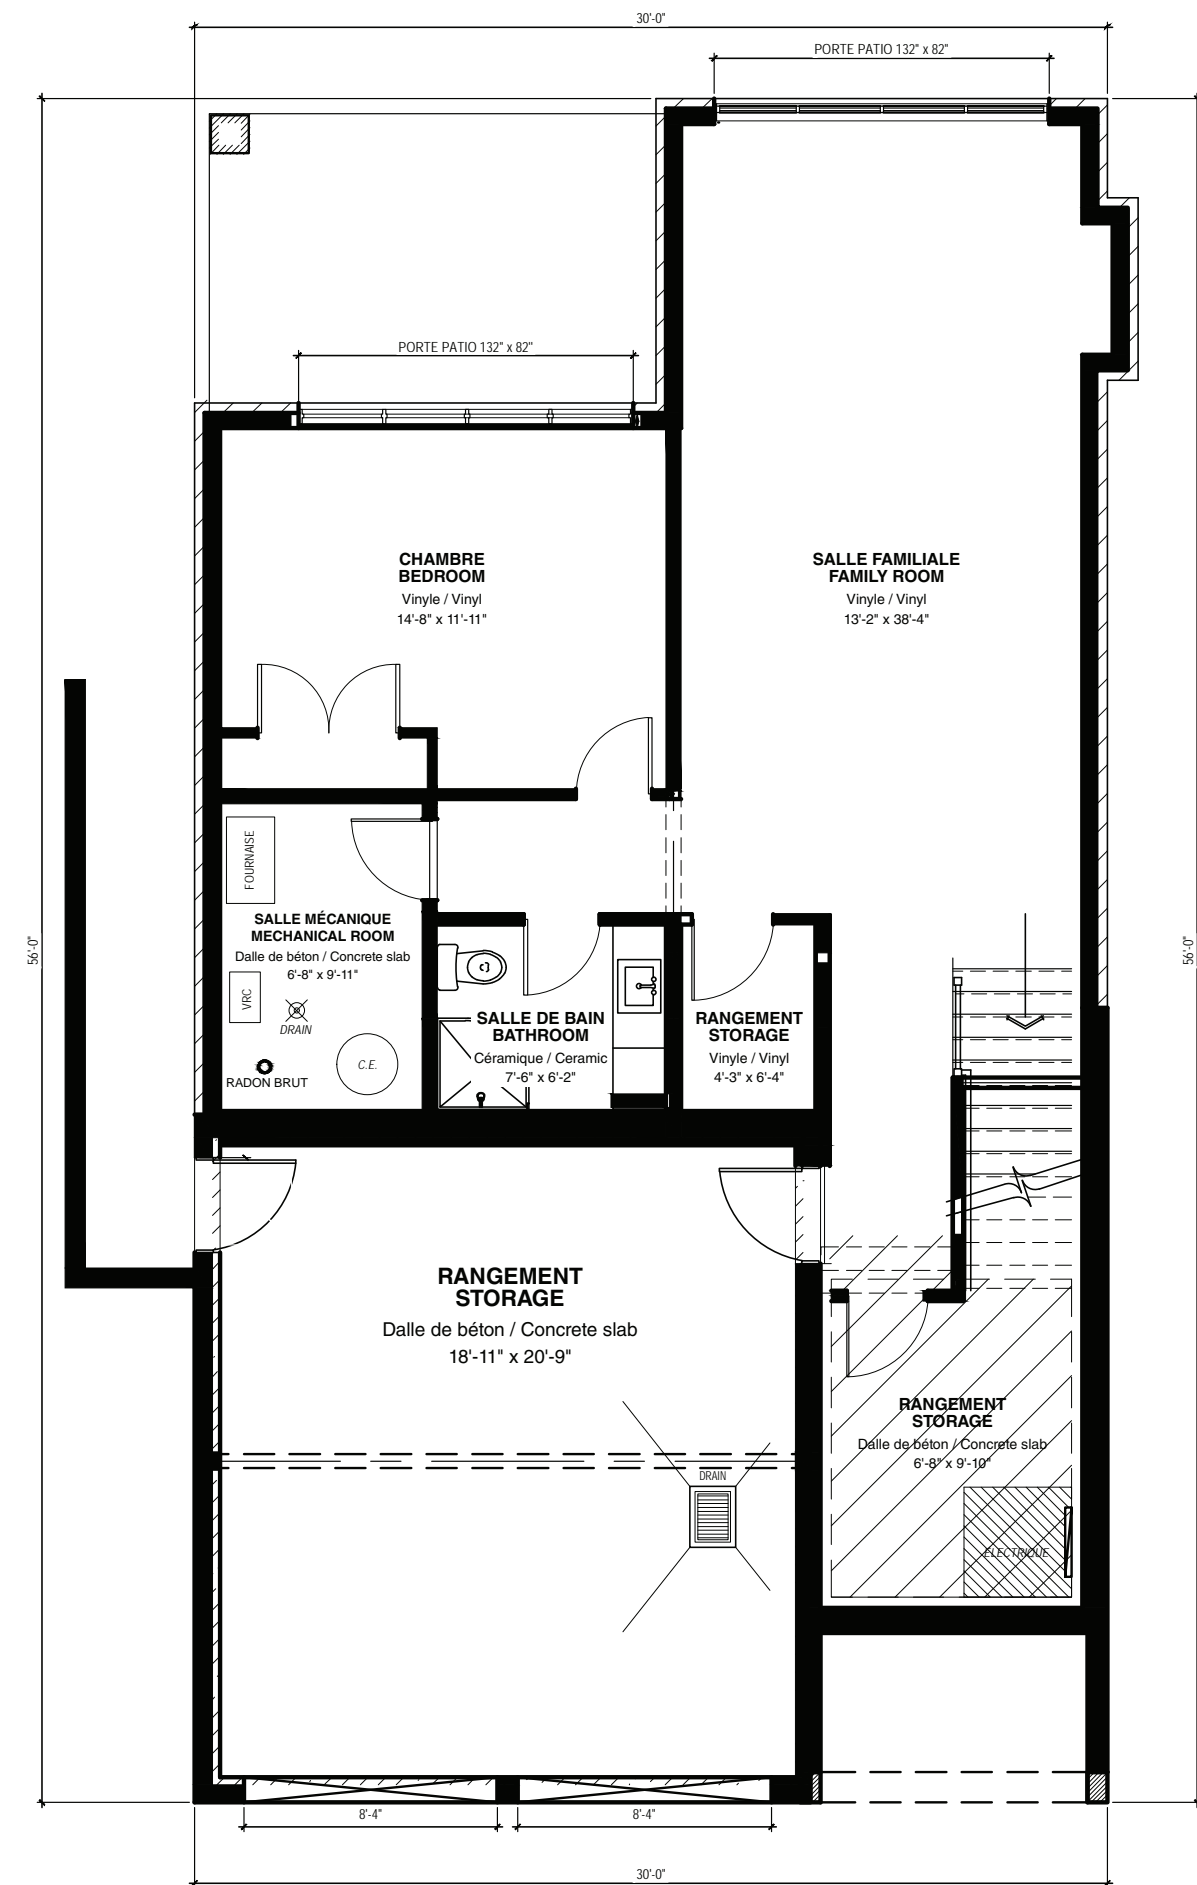 30'-0"
PORTE PATIO 132" x 82"
PORTE PATIO 132" x 82"
CHAMBRE
BEDROOM
Vinyle / Vinyl
14'-8" x 11'-11"
SALLE FAMILIALE
FAMILY ROOM
Vinyle / Vinyl
13'-2" x 38'-4"
FOURNAISE
SALLE MÉCANIQUE
MECHANICAL ROOM
Dalle de béton / Concrete slab
6'-8" x 9'-11"
VRC
DRAIN
RADON BRUT
C.E.
SALLE DE BAIN
BATHROOM
Céramique / Ceramic
7'-6" x 6'-2"
RANGEMENT
STORAGE
Vinyle / Vinyl
4'-3" x 6'-4"
56'-0"
56'-0"
RANGEMENT
STORAGE
Dalle de béton / Concrete slab
18'-11" x 20'-9"
RANGEMENT
STORAGE
Dalle de béton / Concrete slab
6'-8" x 9'-10"
DRAIN
ÉLECTRIQUE
8'-4"
8'-4"
30'-0"